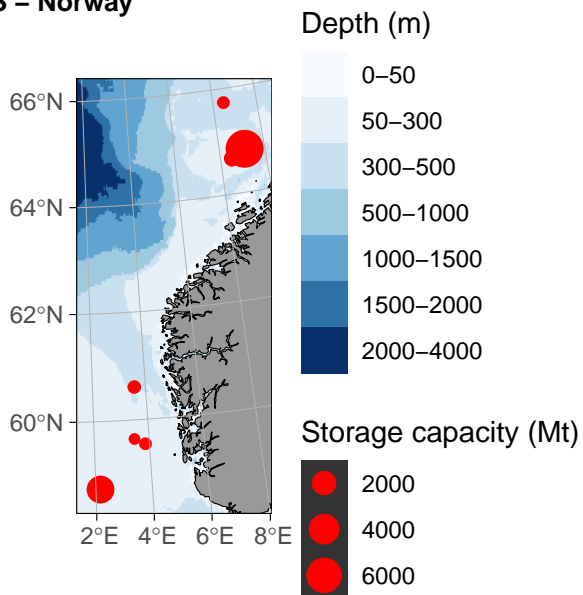 = Norway
Depth (m)
0–50
50–300
300–500
500–1000
1000–1500
1500–2000
2000–4000
66°N
64°N
62°N
60°N
2°E 4°E 6°E 8°E
Storage capacity (Mt)
2000
4000
6000